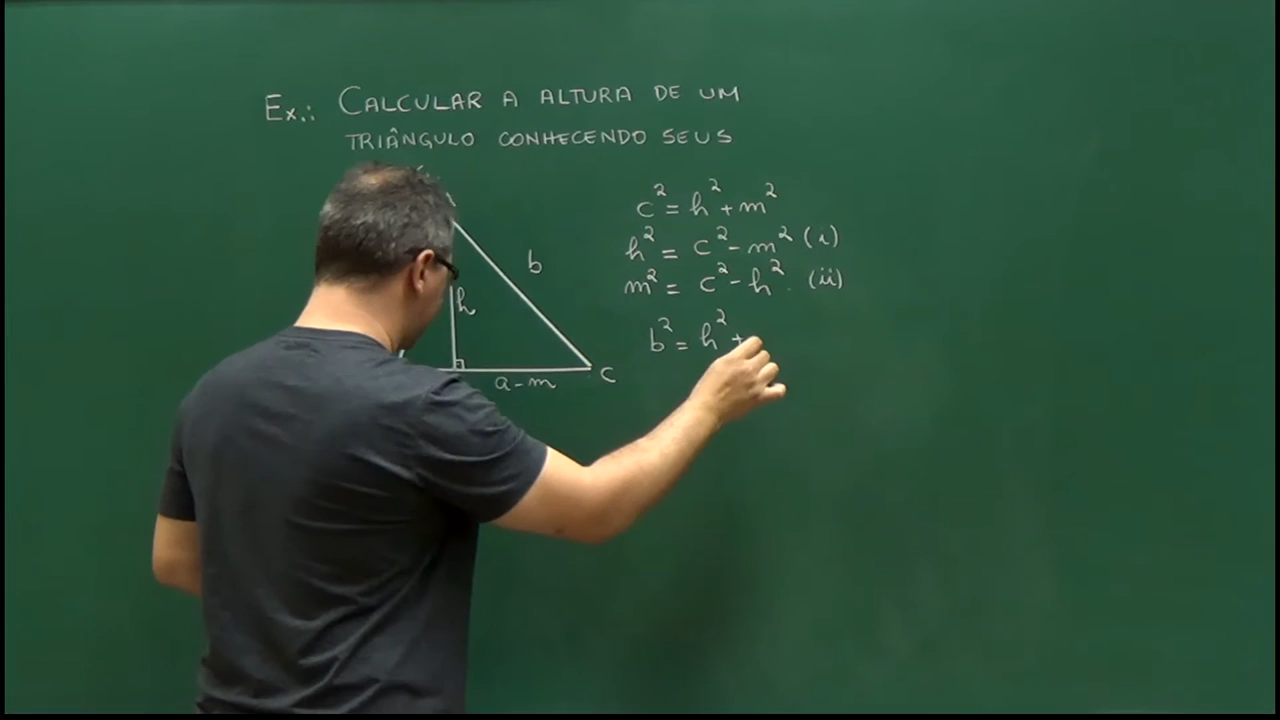 Ex.: CALCULAR A ALTURA DE UM
TRIÂNGULO CONHECENDO SEUS
c² = h² + m²
h² = c² - m² (i)
m² = c² - h². (ii)
b² = h² +
b
h
a - m
C